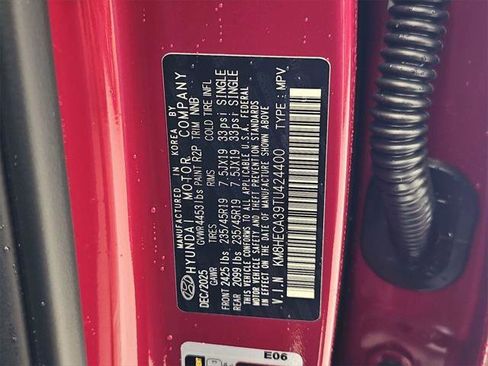 MANUFACTURED IN KOREA BY
HYUNDAI MOTOR COMPANY
DEC/2025 GVWR 4453 lbs PAINT R2P TRIM NNB
GAWR TIRES RIMS COLD TIRE INFL
FRONT 2425 lbs 235/45R19 7.5JX19 33psi SINGLE
REAR 2099 lbs 235/45R19 7.5JX19 33psi SINGLE
THIS VEHICLE CONFORMS TO ALL APPLICABLE U.S.A. FEDERAL
MOTOR VEHICLE SAFETY AND THEFT PREVENTION STANDARDS
IN EFFECT ON THE DATE OF MANUFACTURE SHOWN ABOVE
V.I.N : KM8HECA39TU424400 TYPE : MPV
E06